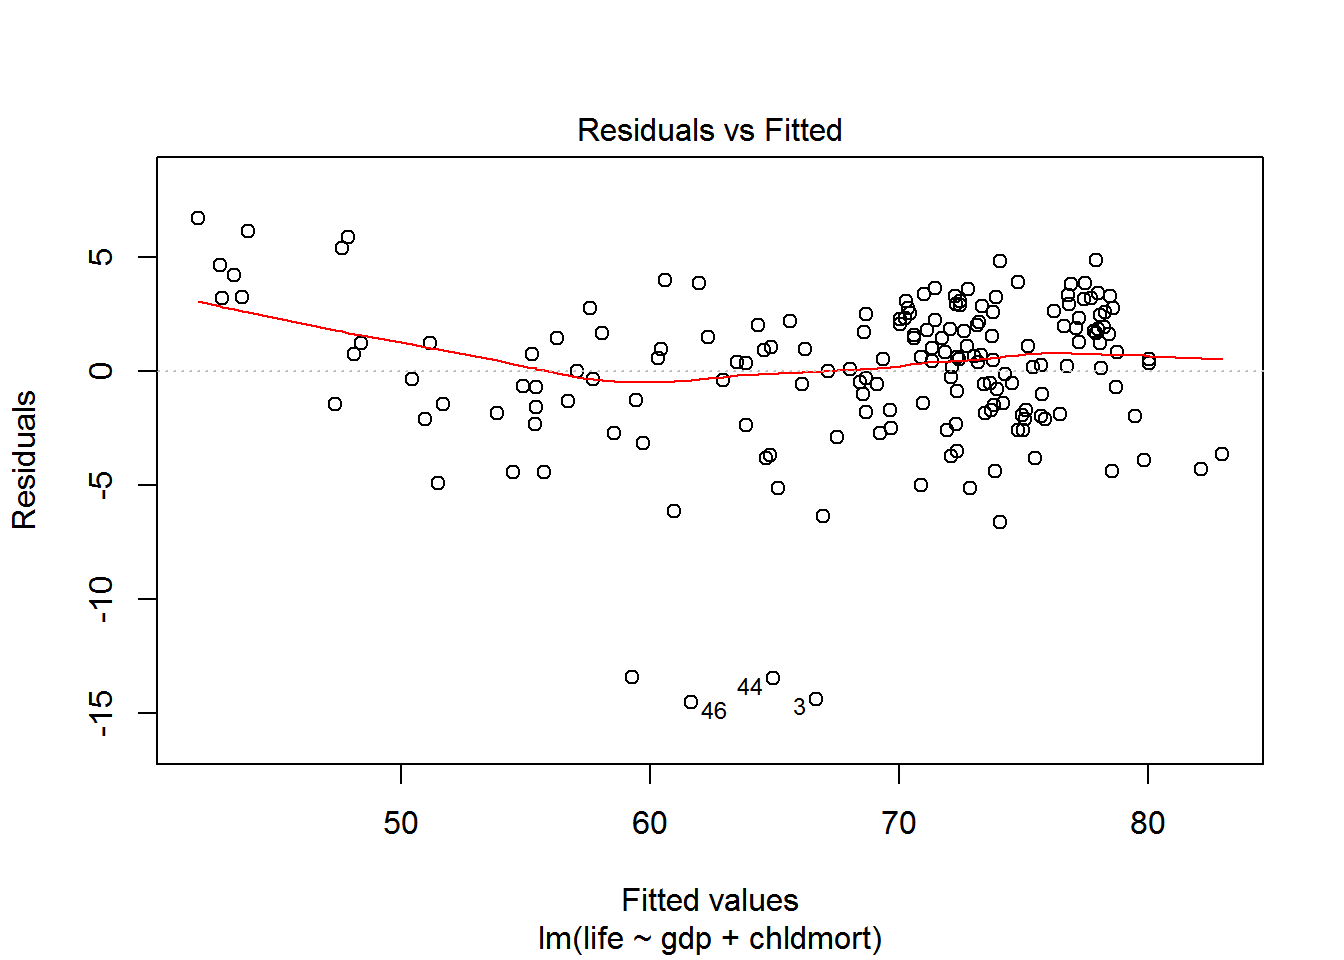 Residuals vs Fitted
Residuals
5
0
-5
-10
-15
44
46
3
50 60 70 80
Fitted values
lm(life ~ gdp + chldmort)